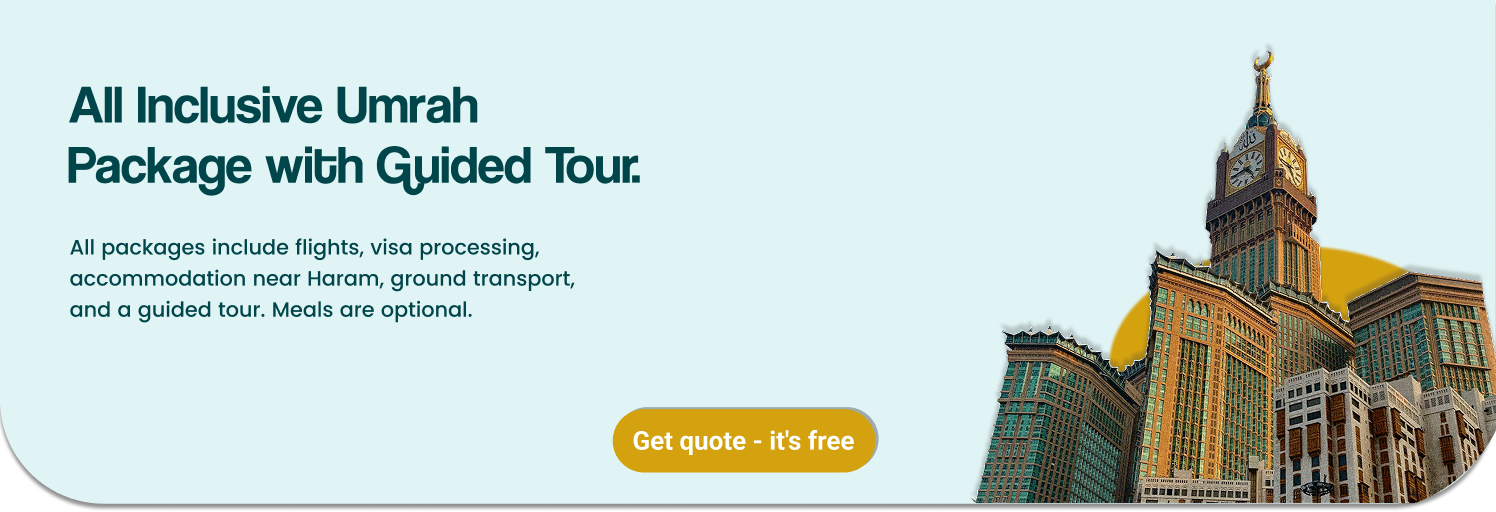 All Inclusive Umrah
Package with Guided Tour.
All packages include flights, visa processing,
accommodation near Haram, ground transport,
and a guided tour. Meals are optional.
Get quote - it's free